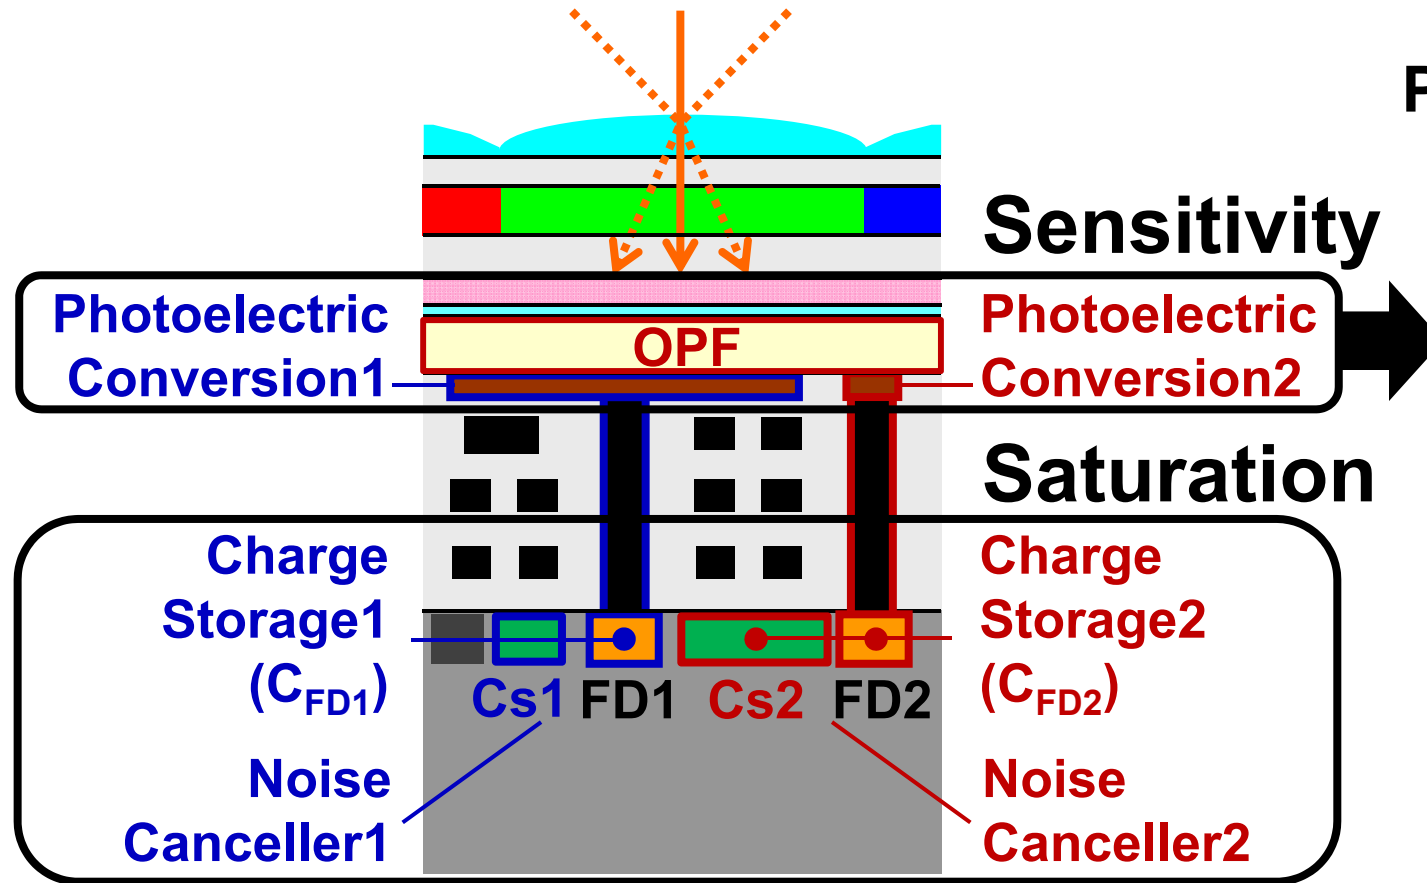 P
Sensitivity
Photoelectric
Conversion1
OPF
Photoelectric
Conversion2
Saturation
Charge
Storage1
(CFD1)
Charge
Storage2
(CFD2)
Cs1 FD1 Cs2 FD2
Noise
Canceller1
Noise
Canceller2